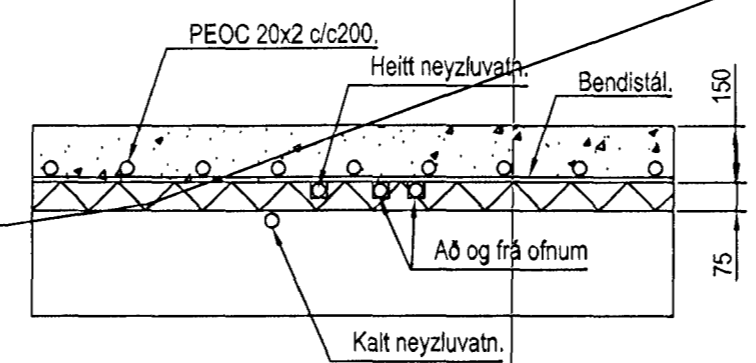 PEOC 20x2 c/c200.
Heitt neyzluvatn.
Bendistál.
150
75
Að og frá ofnum
Kalt neyzluvatn.